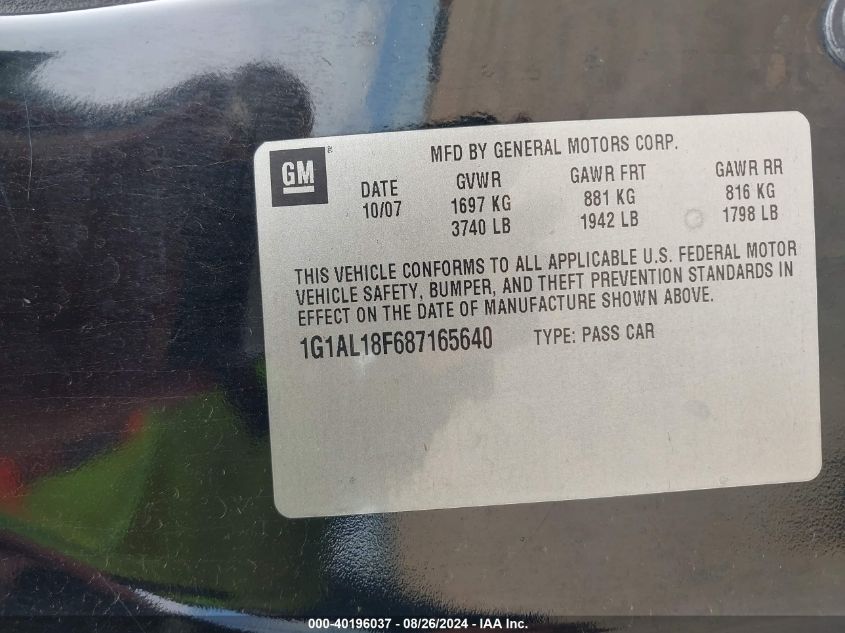 GM
MFD BY GENERAL MOTORS CORP.
DATE GVWR GAWR FRT GAWR RR
10/07 1697 KG 881 KG 816 KG
3740 LB 1942 LB 1798 LB
THIS VEHICLE CONFORMS TO ALL APPLICABLE U.S. FEDERAL MOTOR
VEHICLE SAFETY, BUMPER, AND THEFT PREVENTION STANDARDS IN
EFFECT ON THE DATE OF MANUFACTURE SHOWN ABOVE.
1G1AL18F687165640 TYPE: PASS CAR
000-40196037 - 08/26/2024 - IAA Inc.